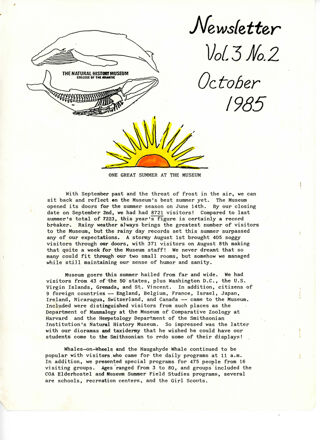 Newsletter
Vol. 3 No. 2
October
1985
THE NATURAL HISTORY MUSEUM
COLLEGE OF THE ATLANTIC
ONE GREAT SUMMER AT THE MUSEUM
With September past and the threat of frost in the air, we can
sit back and reflect on the Museum's best summer yet. The Museum
opened its doors for the summer season on June 14th. By our closing
date on September 2nd, we had had 8721 visitors! Compared to last
summer's total of 7223, this year's figure is certainly a record
breaker. Rainy weather always brings the greatest number of visitors
to the Museum, but the rainy day records set this summer surpassed
any of our expectations. A stormy August 1st brought 405 soggy
visitors through our doors, with 371 visitors on August 8th making
that quite a week for the Museum! We never dreamt that so
many could fit through our two small rooms, but somehow we managed
while still maintaining our sense of humor and sanity.
Museum goers this summer hailed from far and wide. We had
visitors from 43 of the 50 states, plus Washington D.C., the U.S.
Virgin Islands, Grenada, and St. Vincent. In addition, citizens of
9 foreign countries -- England, Belgium, France, Israel, Japan,
Ireland, Nicaragua, Switzerland, and Canada -- came to the Museum.
Included were distinguished visitors from such places as the
Department of Mammalogy at the Museum of Comparative Zoology at
Harvard and the Herpetology Department of the Smithsonian
Institution's Natural History Museum. So impressed was the latter
with our dioramas and taxidermy that he wished he could have our
students come to the Smithsonian to redo some of their displays!
Whales-on-Wheels and the Naugahyde Whale continued to be
popular with visitors who came for the daily programs at 11 a.m.
In addition, we presented special programs for 475 people from 16
visiting groups. Ages ranged from 3 to 80, and groups included the
COA Elderhostel and Museum Summer Field Studies programs, several
are schools, recreation centers, and the Girl Scouts.